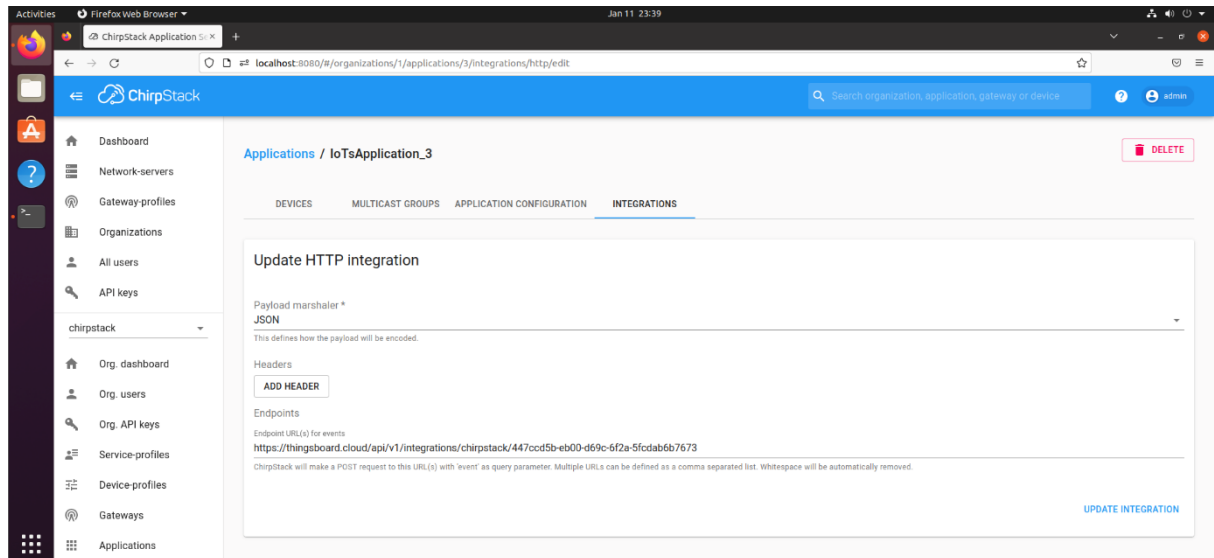 Activities
Firefox Web Browser
Jan 11 23:39
ChirpStack Application Se
localhost:8080/#/organizations/1/applications/3/integrations/http/edit
ChirpStack
Search organization, application, gateway or device
?
admin
Dashboard
Network-servers
Gateway-profiles
Organizations
All users
API keys
chirpstack
Org. dashboard
Org. users
Org. API keys
Service-profiles
Device-profiles
Gateways
Applications
Applications / IoTsApplication_3
DELETE
DEVICES MULTICAST GROUPS APPLICATION CONFIGURATION INTEGRATIONS
Update HTTP integration
Payload marshaler *
JSON
This defines how the payload will be encoded.
Headers
ADD HEADER
Endpoints
Endpoint URL(s) for events
https://thingsboard.cloud/api/v1/integrations/chirpstack/447ccd5b-eb00-d69c-6f2a-5fcdab6b7673
ChirpStack will make a POST request to this URL(s) with 'event' as query parameter. Multiple URLs can be defined as a comma separated list. Whitespace will be automatically removed.
UPDATE INTEGRATION